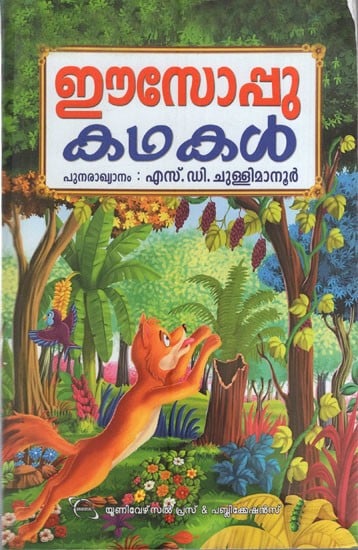 ഈസോപ്പു
കഥകൾ
പുനരാഖ്യാനം : എസ്. ഡി. ചുള്ളിമാനൂർ
യൂണിവേഴ്സൽ പ്രസ് & പബ്ലിക്കേഷൻസ്